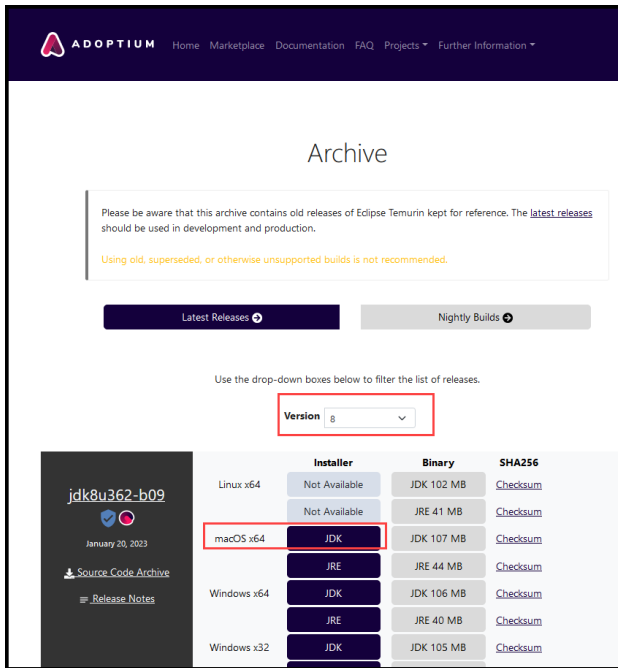 ADOPTIUM Home Marketplace Documentation FAQ Projects Further Information
Archive
Please be aware that this archive contains old releases of Eclipse Temurin kept for reference. The latest releases
should be used in development and production.
Using old, superseded, or otherwise unsupported builds is not recommended.
Latest Releases Nightly Builds
Use the drop-down boxes below to filter the list of releases.
Version 8
Installer Binary SHA256
jdk8u362-b09
January 20, 2023
Source Code Archive
Release Notes
Linux x64 Not Available JDK 102 MB Checksum
Not Available JRE 41 MB Checksum
macOS x64 JDK JDK 107 MB Checksum
JRE JRE 44 MB Checksum
Windows x64 JDK JDK 106 MB Checksum
JRE JRE 40 MB Checksum
Windows x32 JDK JDK 105 MB Checksum